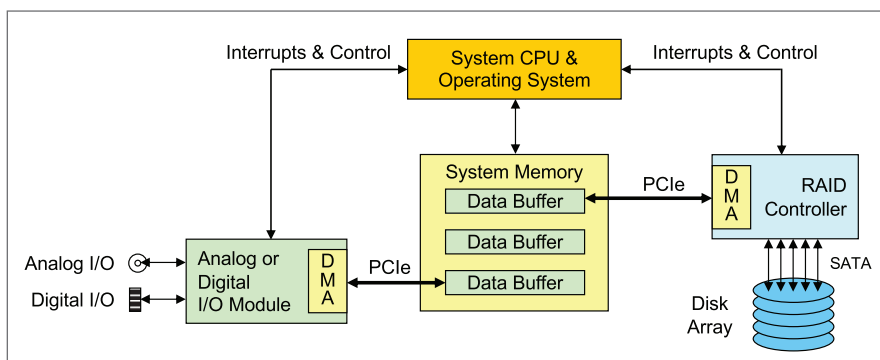 Interrupts & Control
System CPU &
Operating System
Interrupts & Control
System Memory
Data Buffer
Data Buffer
Data Buffer
PCIe
D
M
A
RAID
Controller
SATA
Disk
Array
Analog I/O
Digital I/O
Analog or
Digital
I/O Module
D
M
A
PCIe